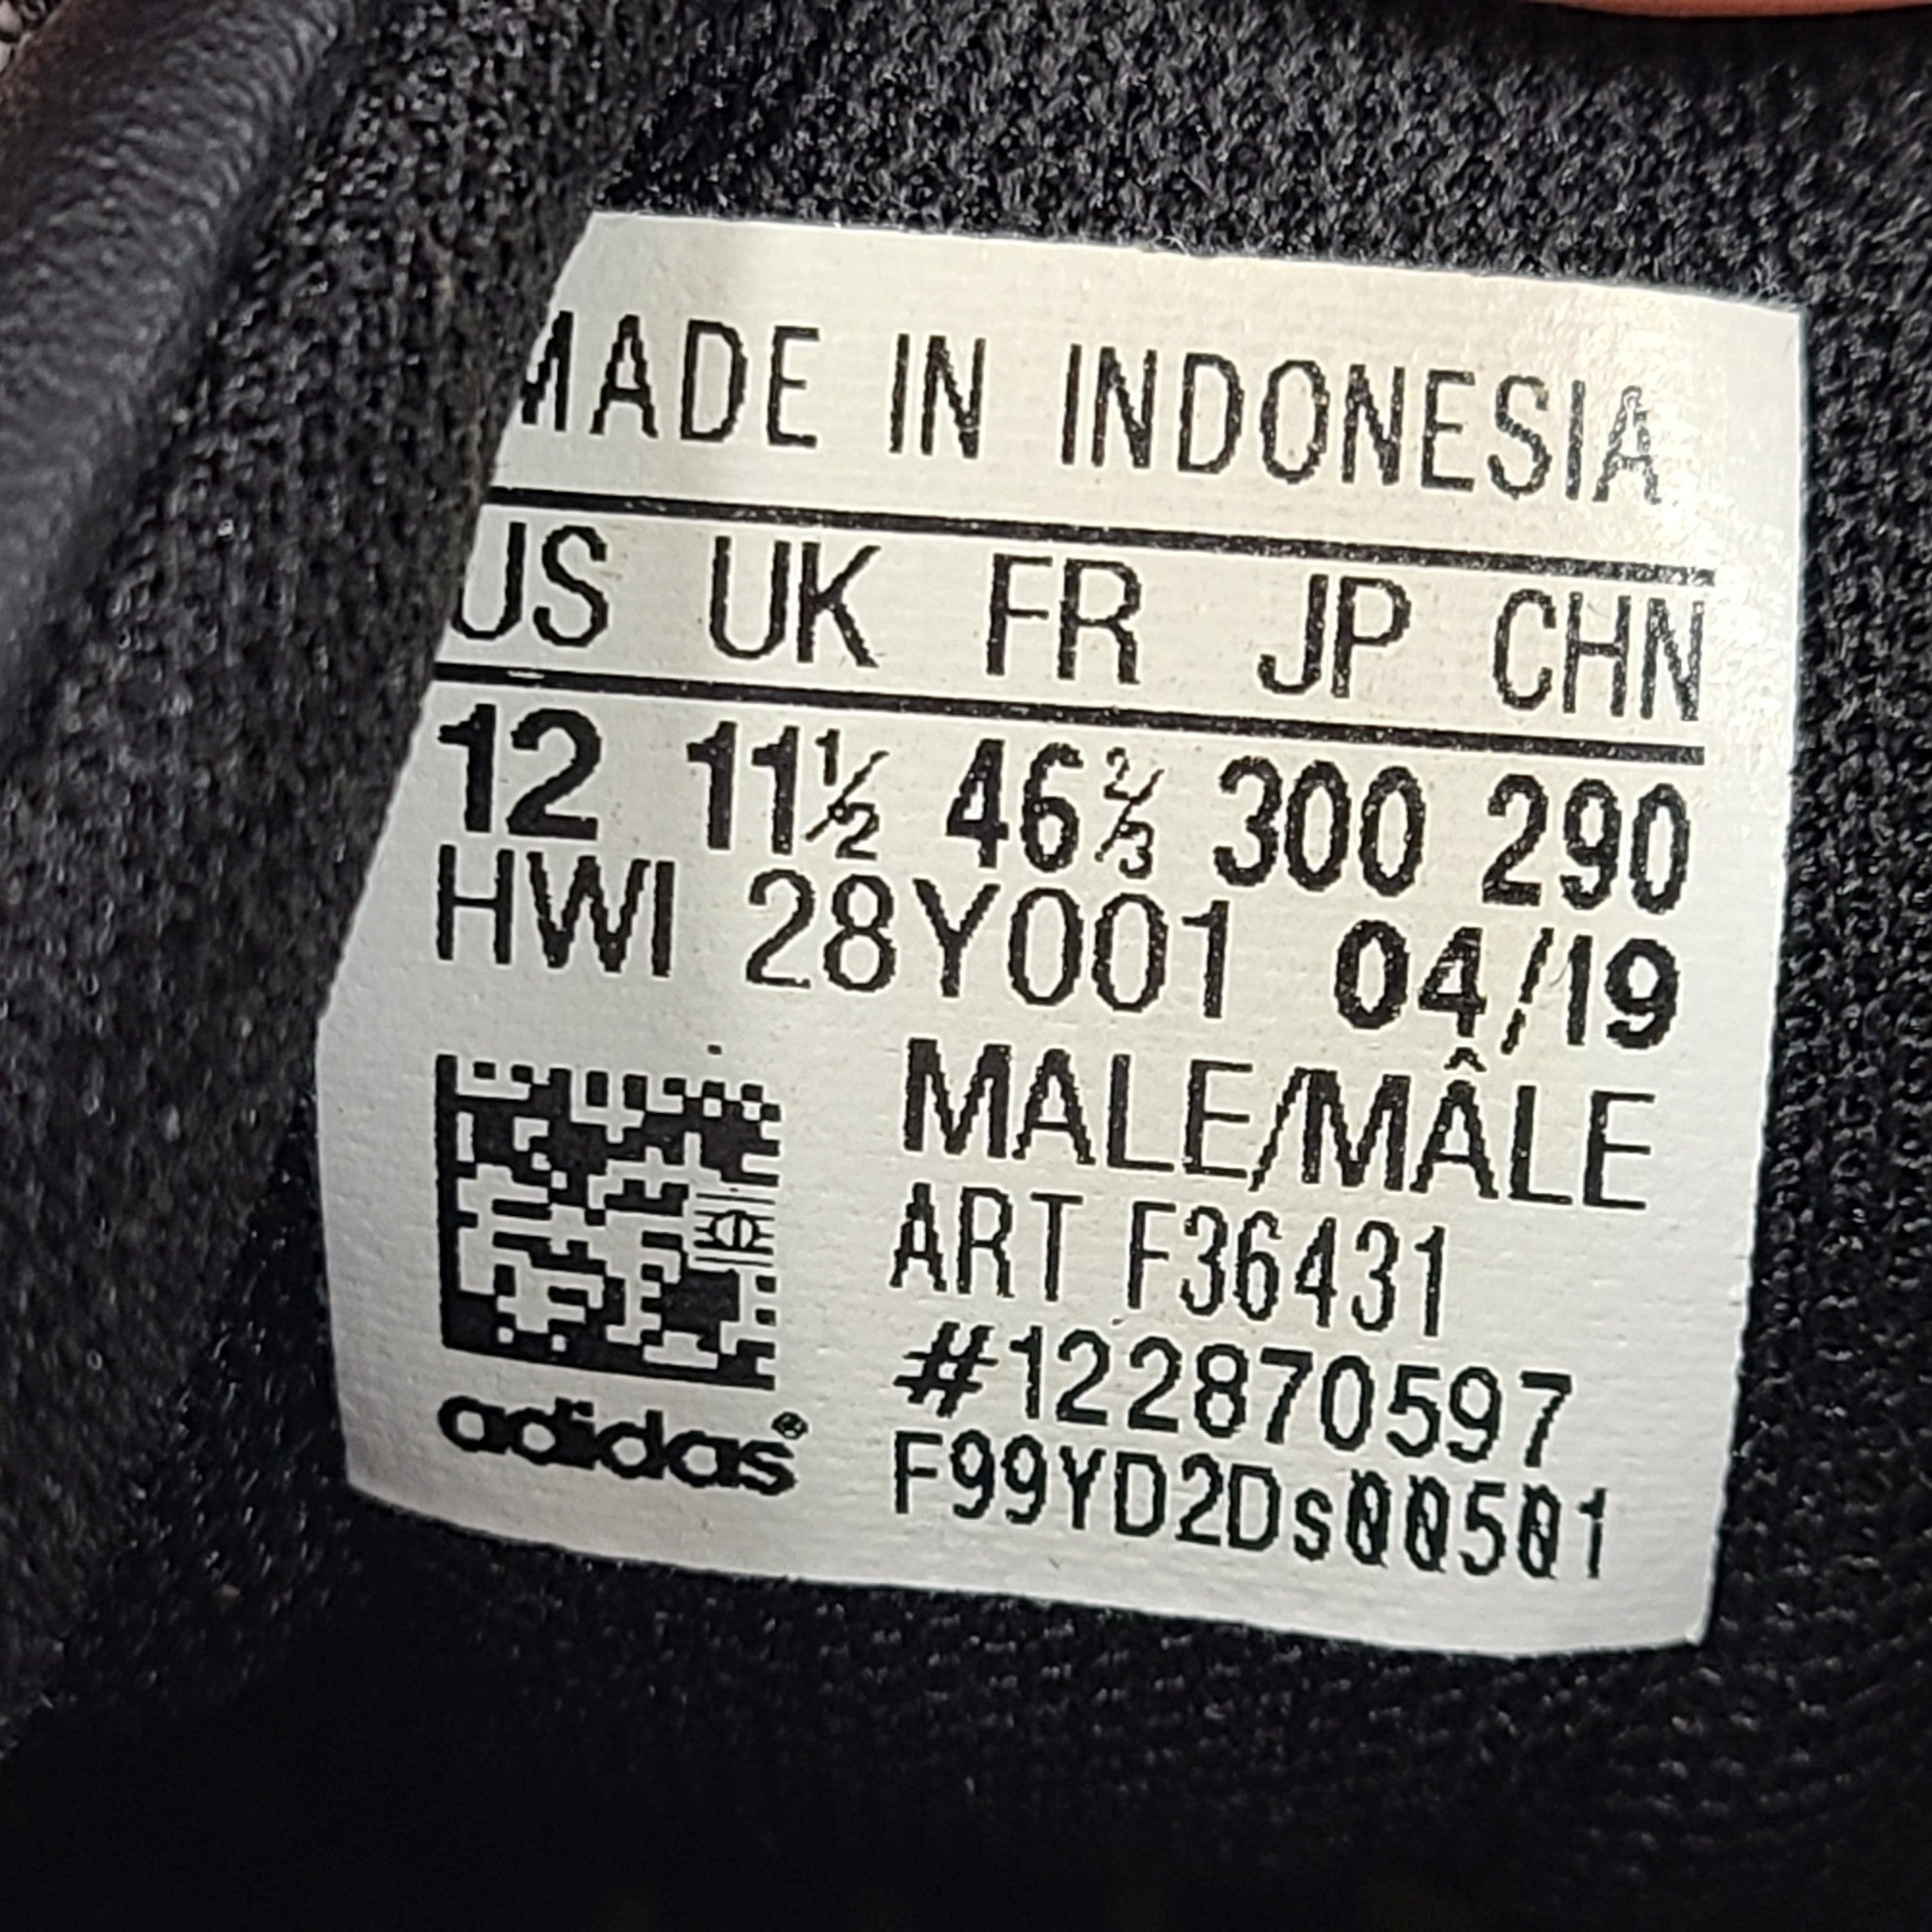 MADE IN INDONESIA
US UK FR JP CHN
12 11½ 46⅔ 300 290
HWI 28Y001 04/19
MALE/MÂLE
ART F36431
#122870597
adidas®
F99YD2Ds00501